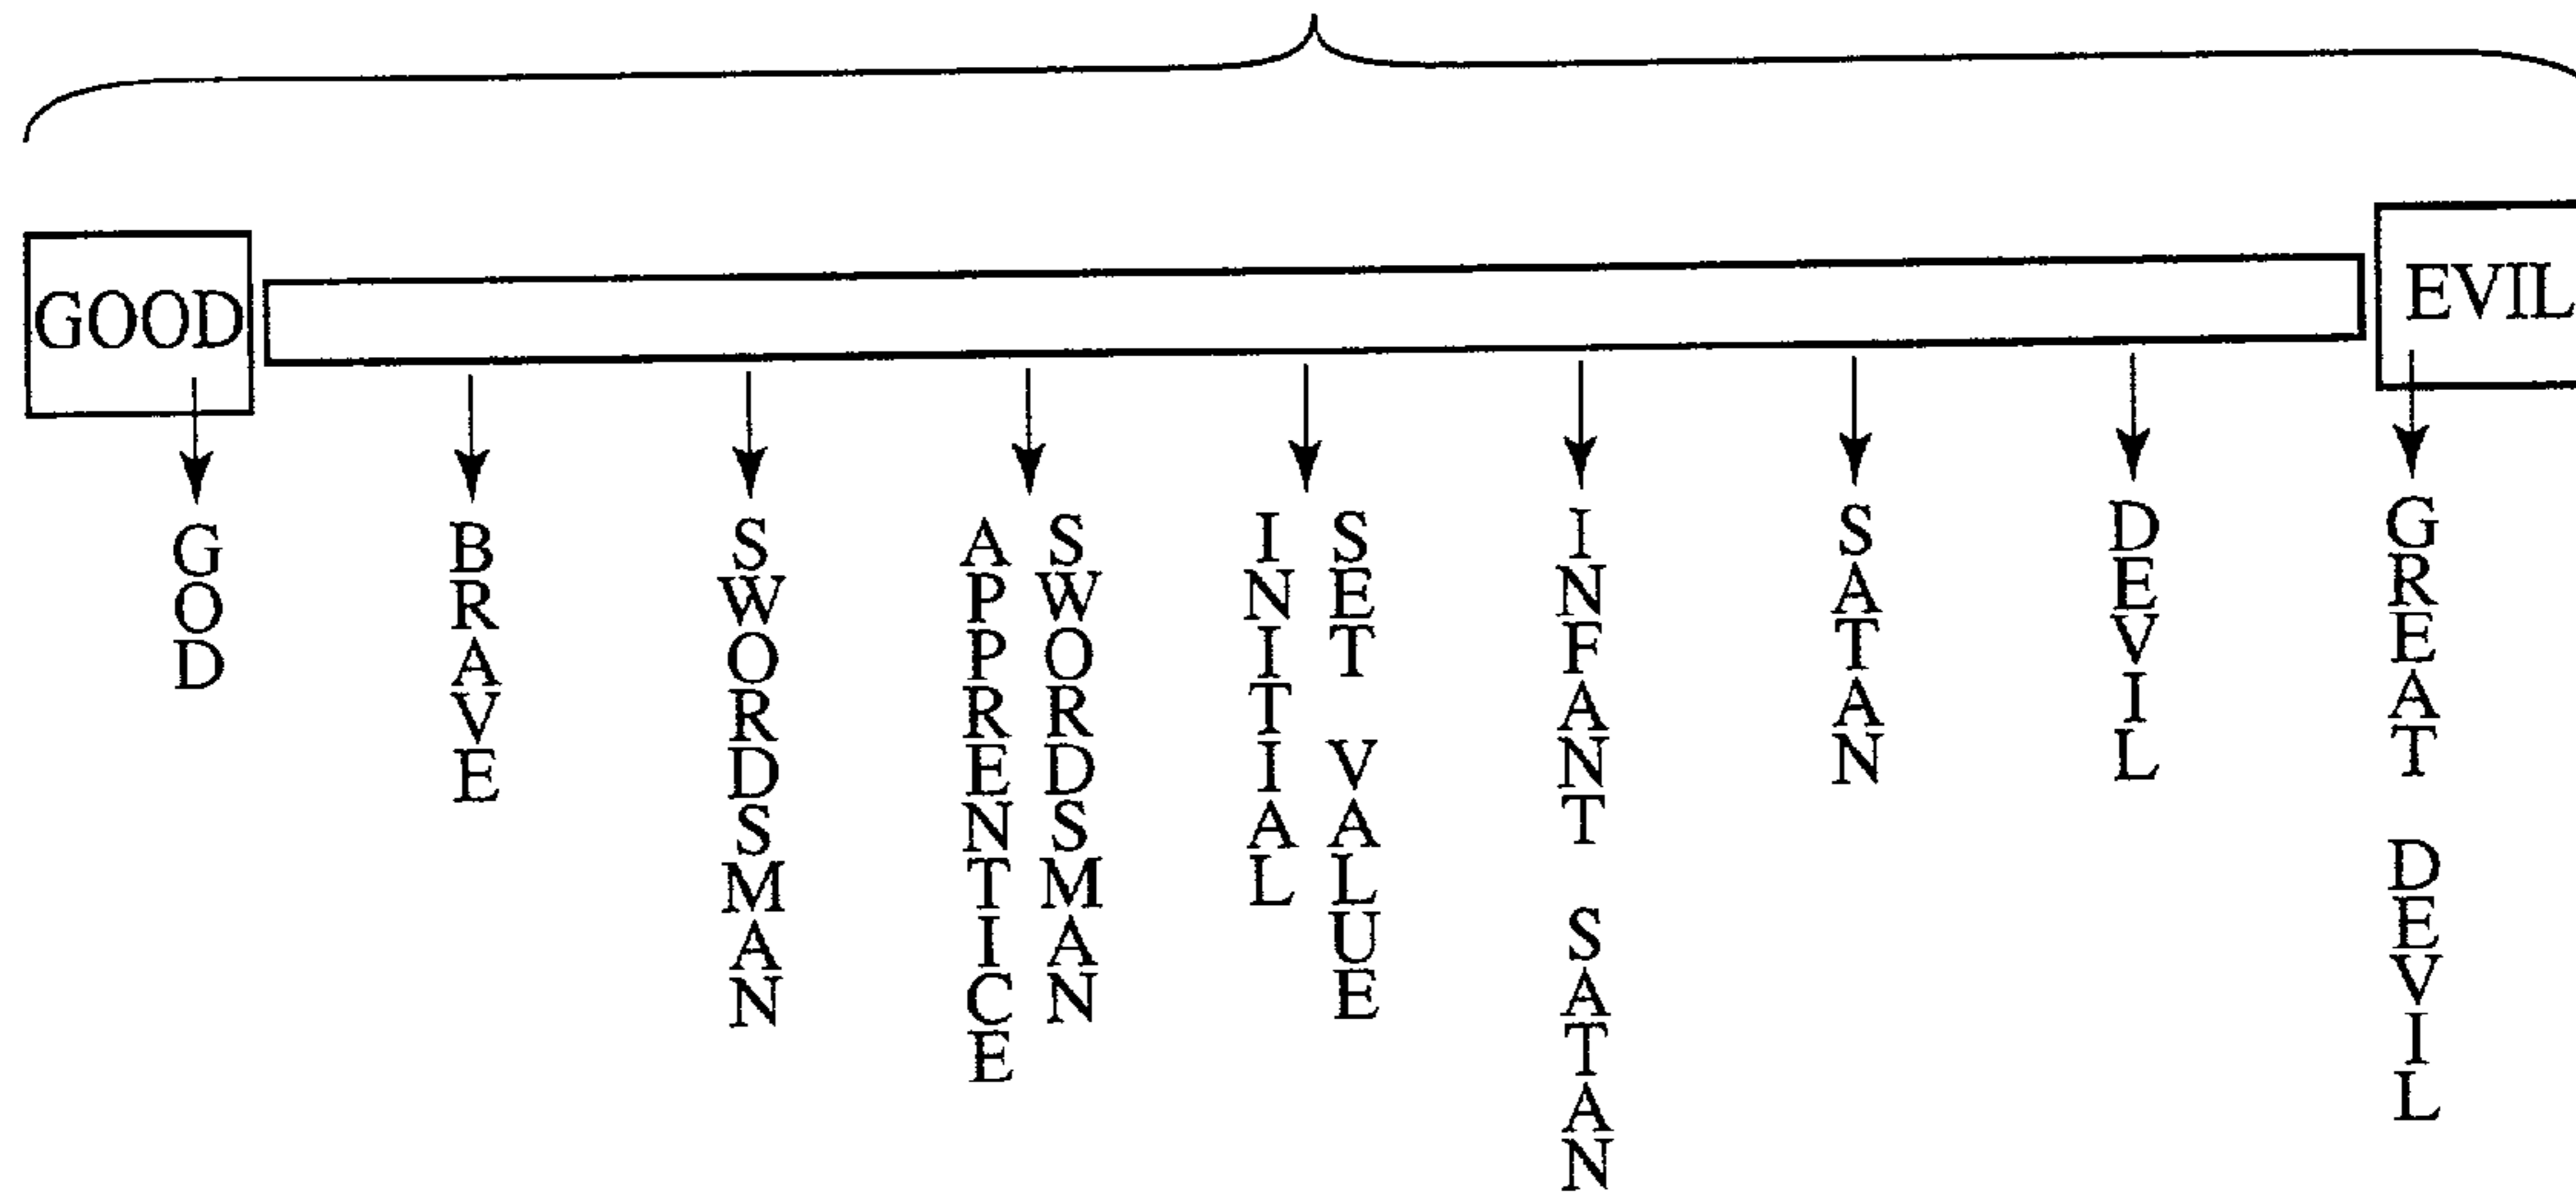 GOOD
EVIL
GOD
BRAVE
SWORDSMAN
APPRENTICE
SWORDSMAN
INITIAL
SET VALUE
INFANT SATAN
SATAN
DEVIL
GREAT DEVIL